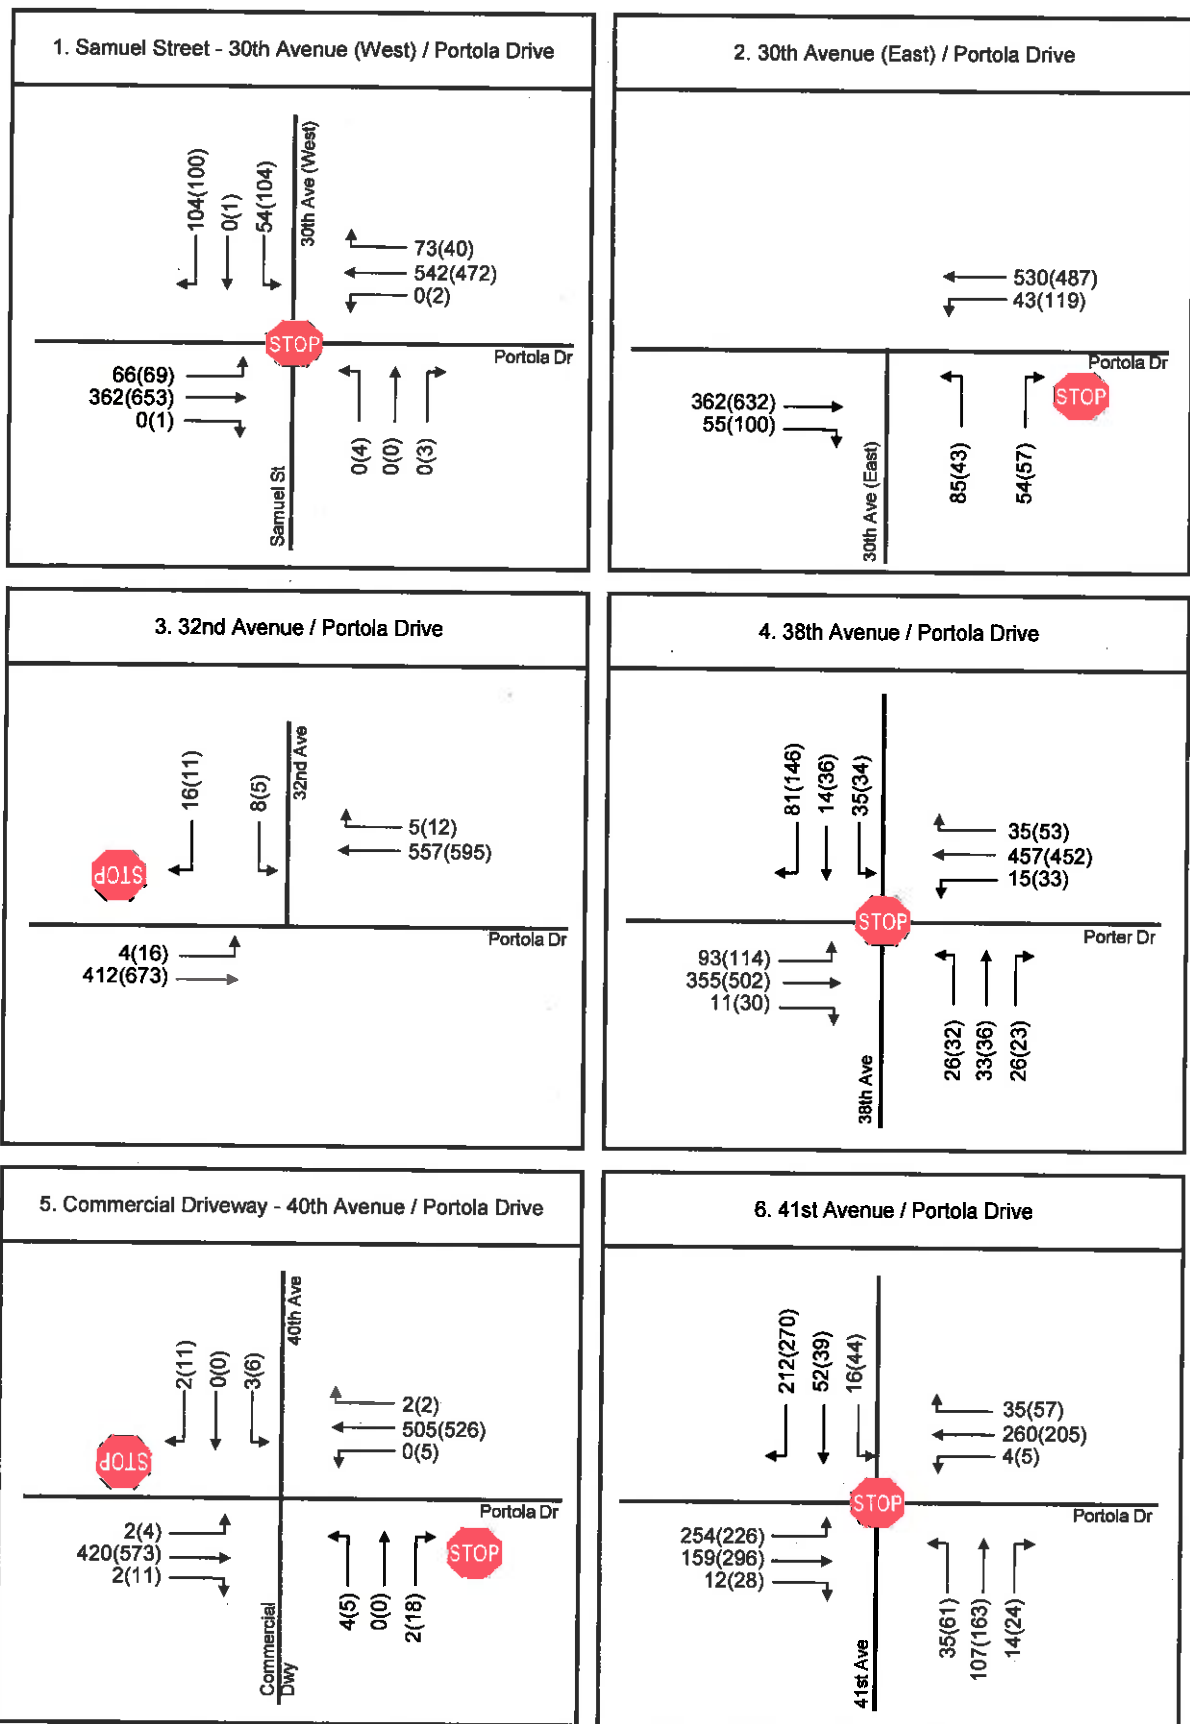 1. Samuel Street - 30th Avenue (West) / Portola Drive
104(100)
0(1)
54(104)
30th Ave (West)
73(40)
542(472)
0(2)
STOP
Portola Dr
66(69)
362(653)
0(1)
Samuel St
0(4)
0(0)
0(3)
2. 30th Avenue (East) / Portola Drive
530(487)
43(119)
Portola Dr
STOP
362(632)
55(100)
30th Ave (East)
85(43)
54(57)
3. 32nd Avenue / Portola Drive
16(11)
8(5)
32nd Ave
5(12)
557(595)
STOP
Portola Dr
4(16)
412(673)
4. 38th Avenue / Portola Drive
81(146)
14(36)
35(34)
35(53)
457(452)
15(33)
STOP
Porter Dr
93(114)
355(502)
11(30)
38th Ave
26(32)
33(36)
26(23)
5. Commercial Driveway - 40th Avenue / Portola Drive
2(11)
0(0)
3(6)
40th Ave
2(2)
505(526)
0(5)
STOP
Portola Dr
2(4)
420(573)
2(11)
Commercial
Dwy
4(5)
0(0)
2(18)
STOP
6. 41st Avenue / Portola Drive
212(270)
52(39)
16(44)
35(57)
260(205)
4(5)
STOP
Portola Dr
254(226)
159(296)
12(28)
41st Ave
35(61)
107(163)
14(24)